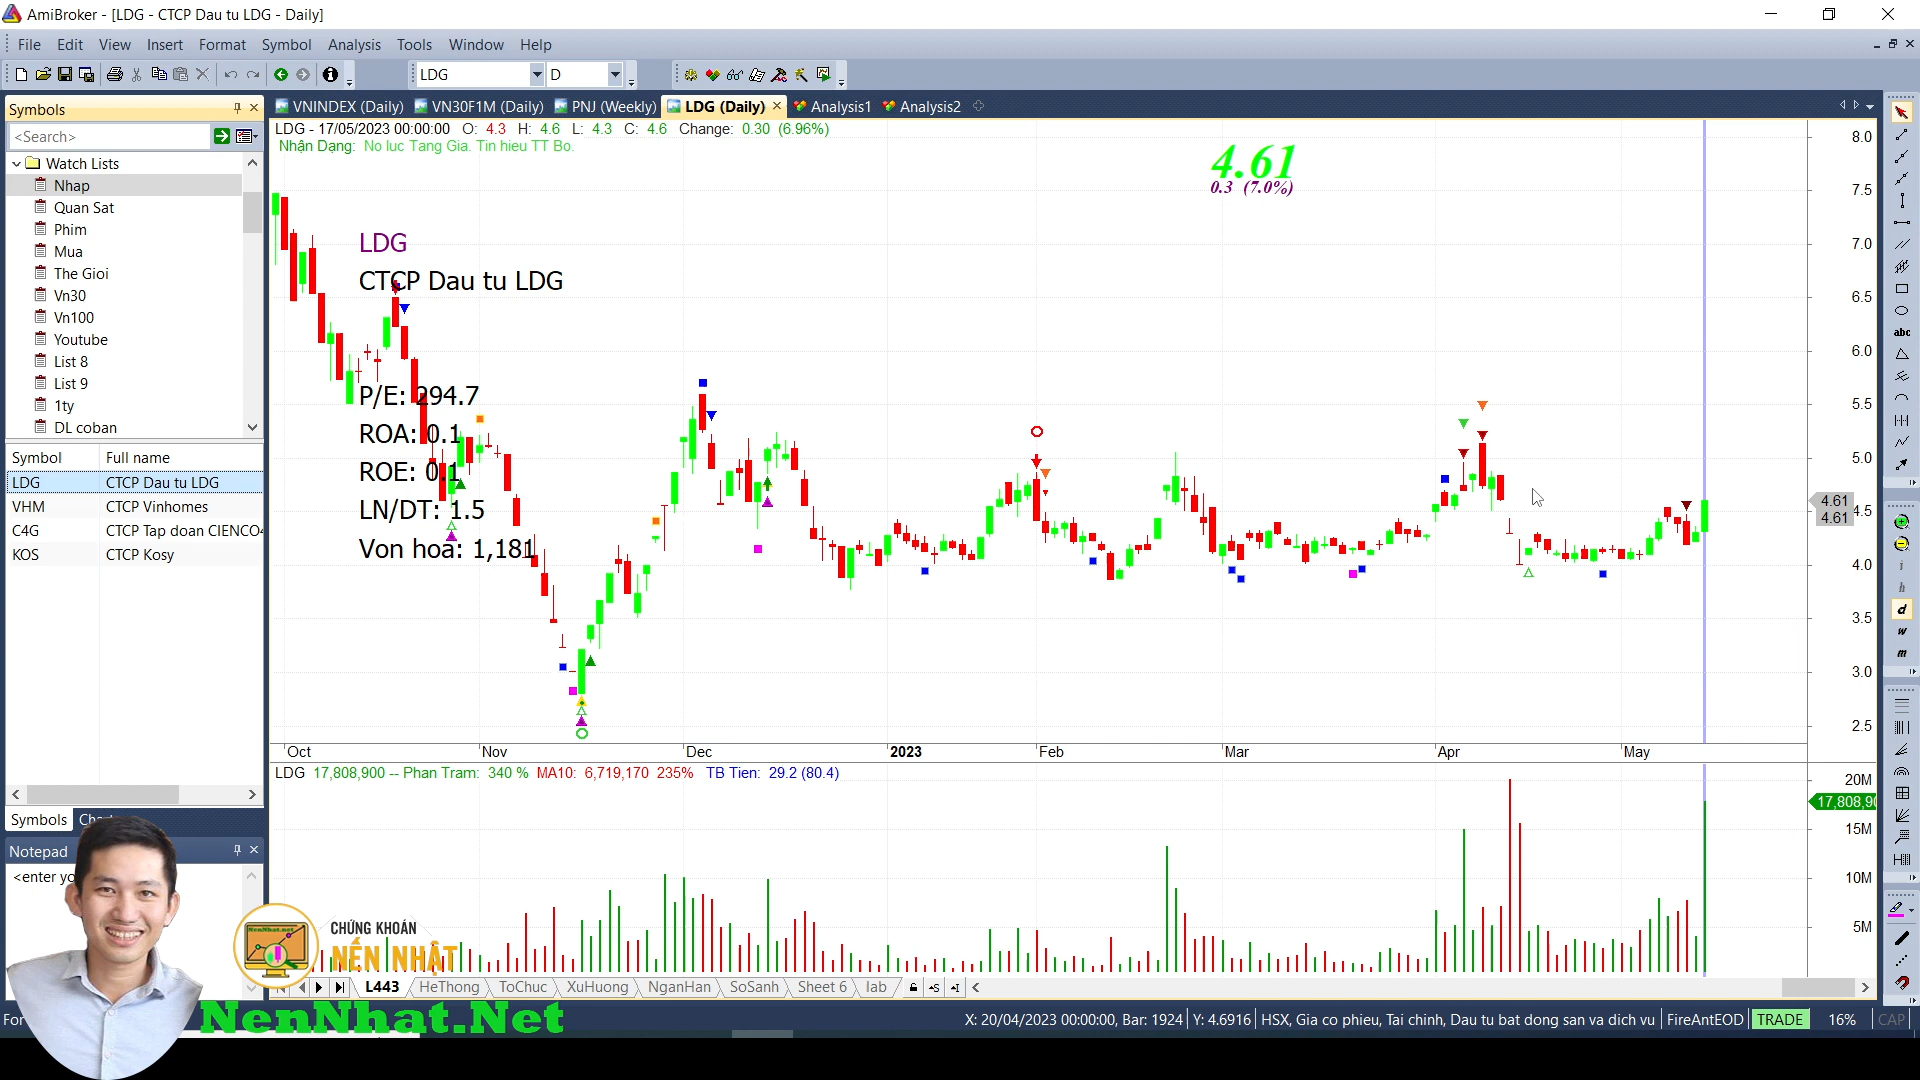 AmiBroker - [LDG - CTCP Dau tu LDG - Daily]
File Edit View Insert Format Symbol Analysis Tools Window Help
LDG D
Symbols
VNINDEX (Daily) VN30F1M (Daily) PNJ (Weekly) LDG (Daily) Analysis1 Analysis2
<Search>
LDG - 17/05/2023 00:00:00 O: 4.3 H: 4.6 L: 4.3 C: 4.6 Change: 0.30 (6.96%)
Nhận Dạng: No luc Tang Gia. Tin hieu TT Bo.
4.61
0.3 (7.0%)
Watch Lists
Nhap
Quan Sat
Phim
Mua
The Gioi
Vn30
Vn100
Youtube
List 8
List 9
1ty
DL coban
LDG
CTCP Dau tu LDG
P/E: 294.7
ROA: 0.1
ROE: 0.1
LN/DT: 1.5
Von hoa: 1,181
8.0
7.5
7.0
6.5
6.0
5.5
5.0
4.61
4.5
4.61
4.0
3.5
3.0
2.5
abc
i
h
d
w
m
Symbol Full name
LDG CTCP Dau tu LDG
VHM CTCP Vinhomes
C4G CTCP Tap doan CIENCO4
KOS CTCP Kosy
Oct Nov Dec 2023 Feb Mar Apr May
LDG 17,808,900 -- Phan Tram: 340 % MA10: 6,719,170 235% TB Tien: 29.2 (80.4)
20M
17,808,90
15M
10M
5M
Symbols
Notepad
<enter yo
CHỨNG KHOÁN
NẾN NHẬT
NenNhat.net
L443 HeThong ToChuc XuHuong NganHan SoSanh Sheet 6 lab
NenNhat.Net
For
X: 20/04/2023 00:00:00, Bar: 1924 Y: 4.6916 HSX, Gia co phieu, Tai chinh, Dau tu bat dong san va dich vu FireAntEOD TRADE 16% CAP